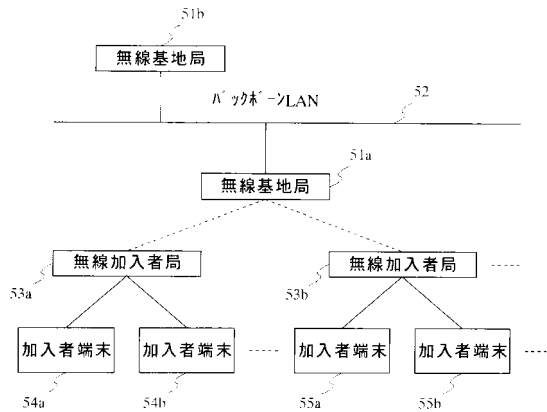 51b
無線基地局
ﾊﾞｯｸﾎﾞｰﾝLAN
52
51a
無線基地局
無線加入者局
無線加入者局
53a
53b
加入者端末
加入者端末
加入者端末
加入者端末
54a
54b
55a
55b